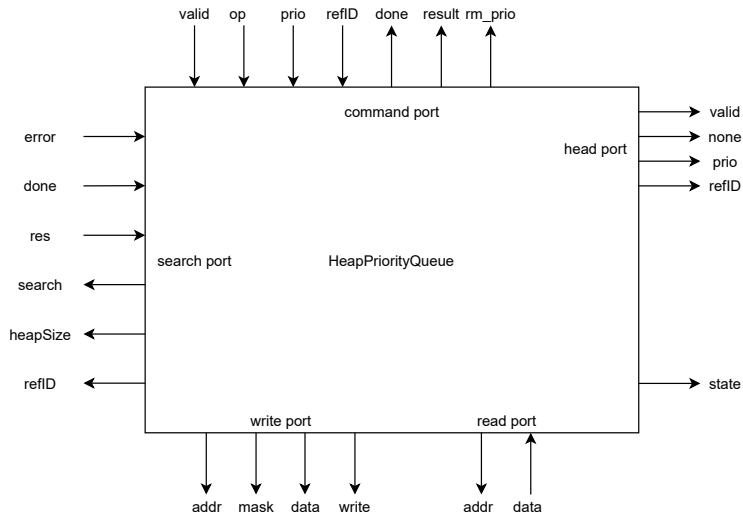 valid op prio refID done result rm_prio
command port
valid
error
none
head port
prio
done
refID
res
search port
HeapPriorityQueue
search
heapSize
refID
state
write port
read port
addr mask data write
addr data